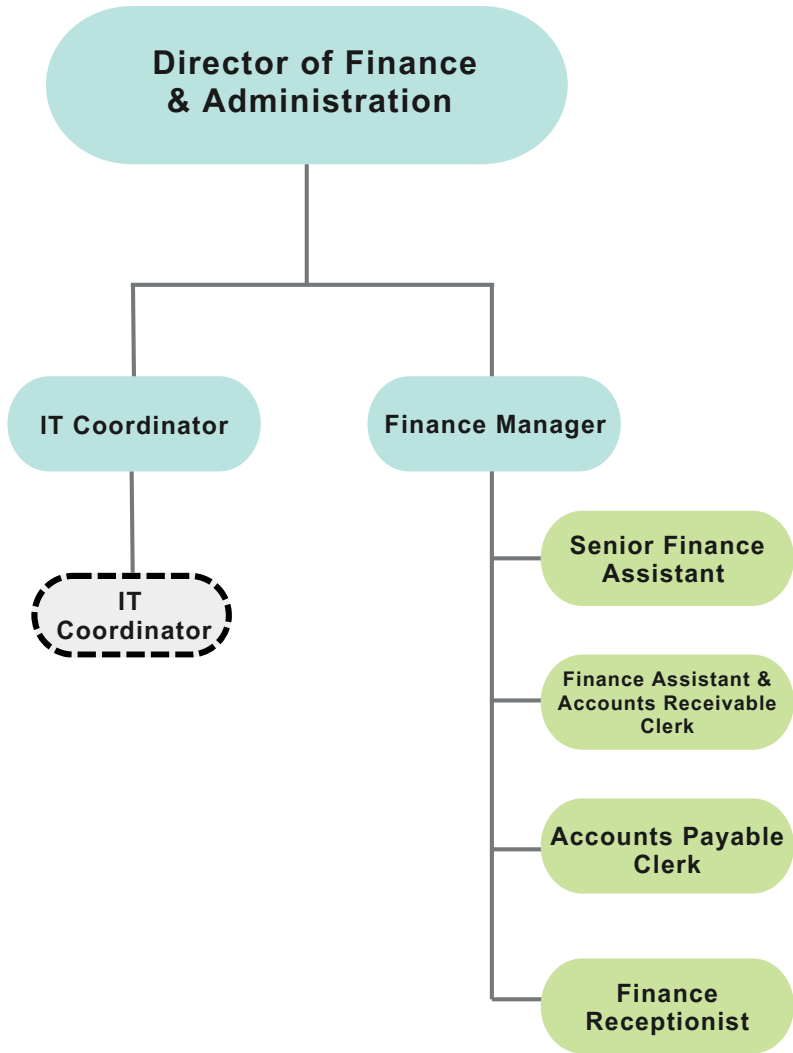 Director of Finance
& Administration
IT Coordinator
Finance Manager
IT
Coordinator
Senior Finance
Assistant
Finance Assistant &
Accounts Receivable
Clerk
Accounts Payable
Clerk
Finance
Receptionist